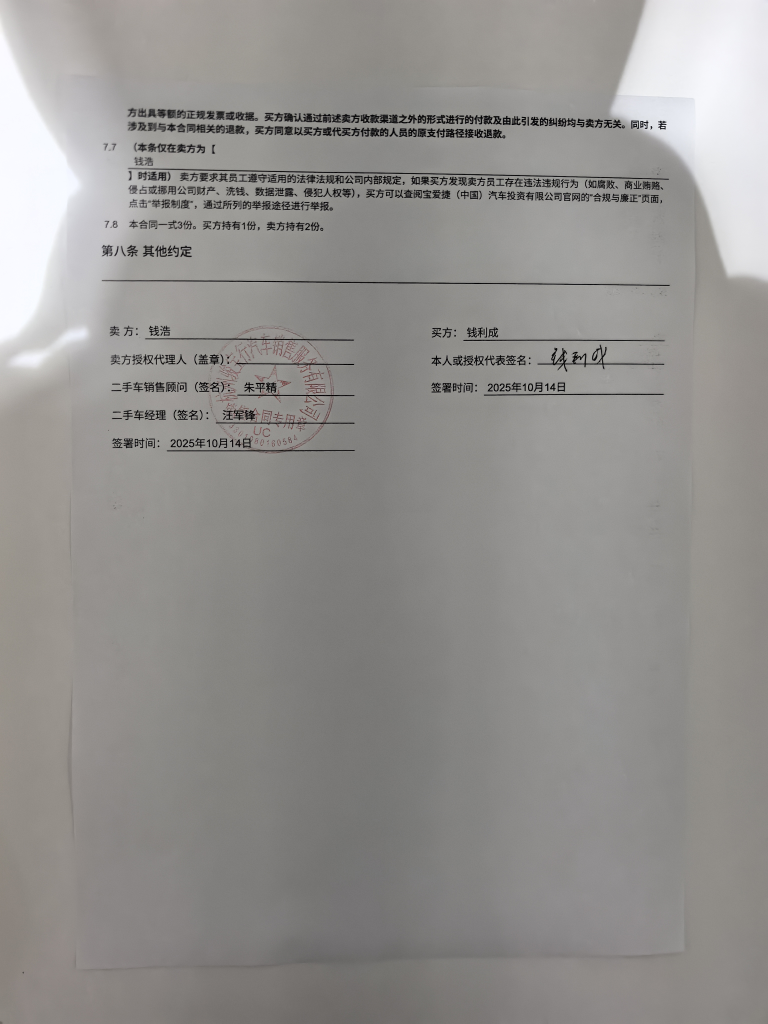 方出具等额的正规发票或收据。买方确认通过前述卖方收款渠道之外的形式进行的付款及由此引发的纠纷均与卖方无关。同时，若
涉及到与本合同相关的退款，买方同意以买方或代买方付款的人员的原支付路径接收退款。
7.7 （本条仅在卖方为【
钱浩
】时适用）卖方要求其员工遵守适用的法律法规和公司内部规定，如果买方发现卖方员工存在违法违规行为（如腐败、商业贿赂、
侵占或挪用公司财产、洗钱、数据泄露、侵犯人权等），买方可以查阅宝爱捷（中国）汽车投资有限公司官网的“合规与廉正”页面，
点击“举报制度”，通过所列的举报途径进行举报。
7.8 本合同一式3份。买方持有1份，卖方持有2份。
第八条 其他约定
卖 方： 钱浩 买方： 钱利成
卖方授权代理人（盖章）： 本人或授权代表签名： 钱利成
二手车销售顾问（签名）： 朱平精 签署时间： 2025年10月14日
二手车经理（签名）： 汪军锋
签署时间： 2025年10月14日
汽车销售服务有限公司
合同专用章
UC